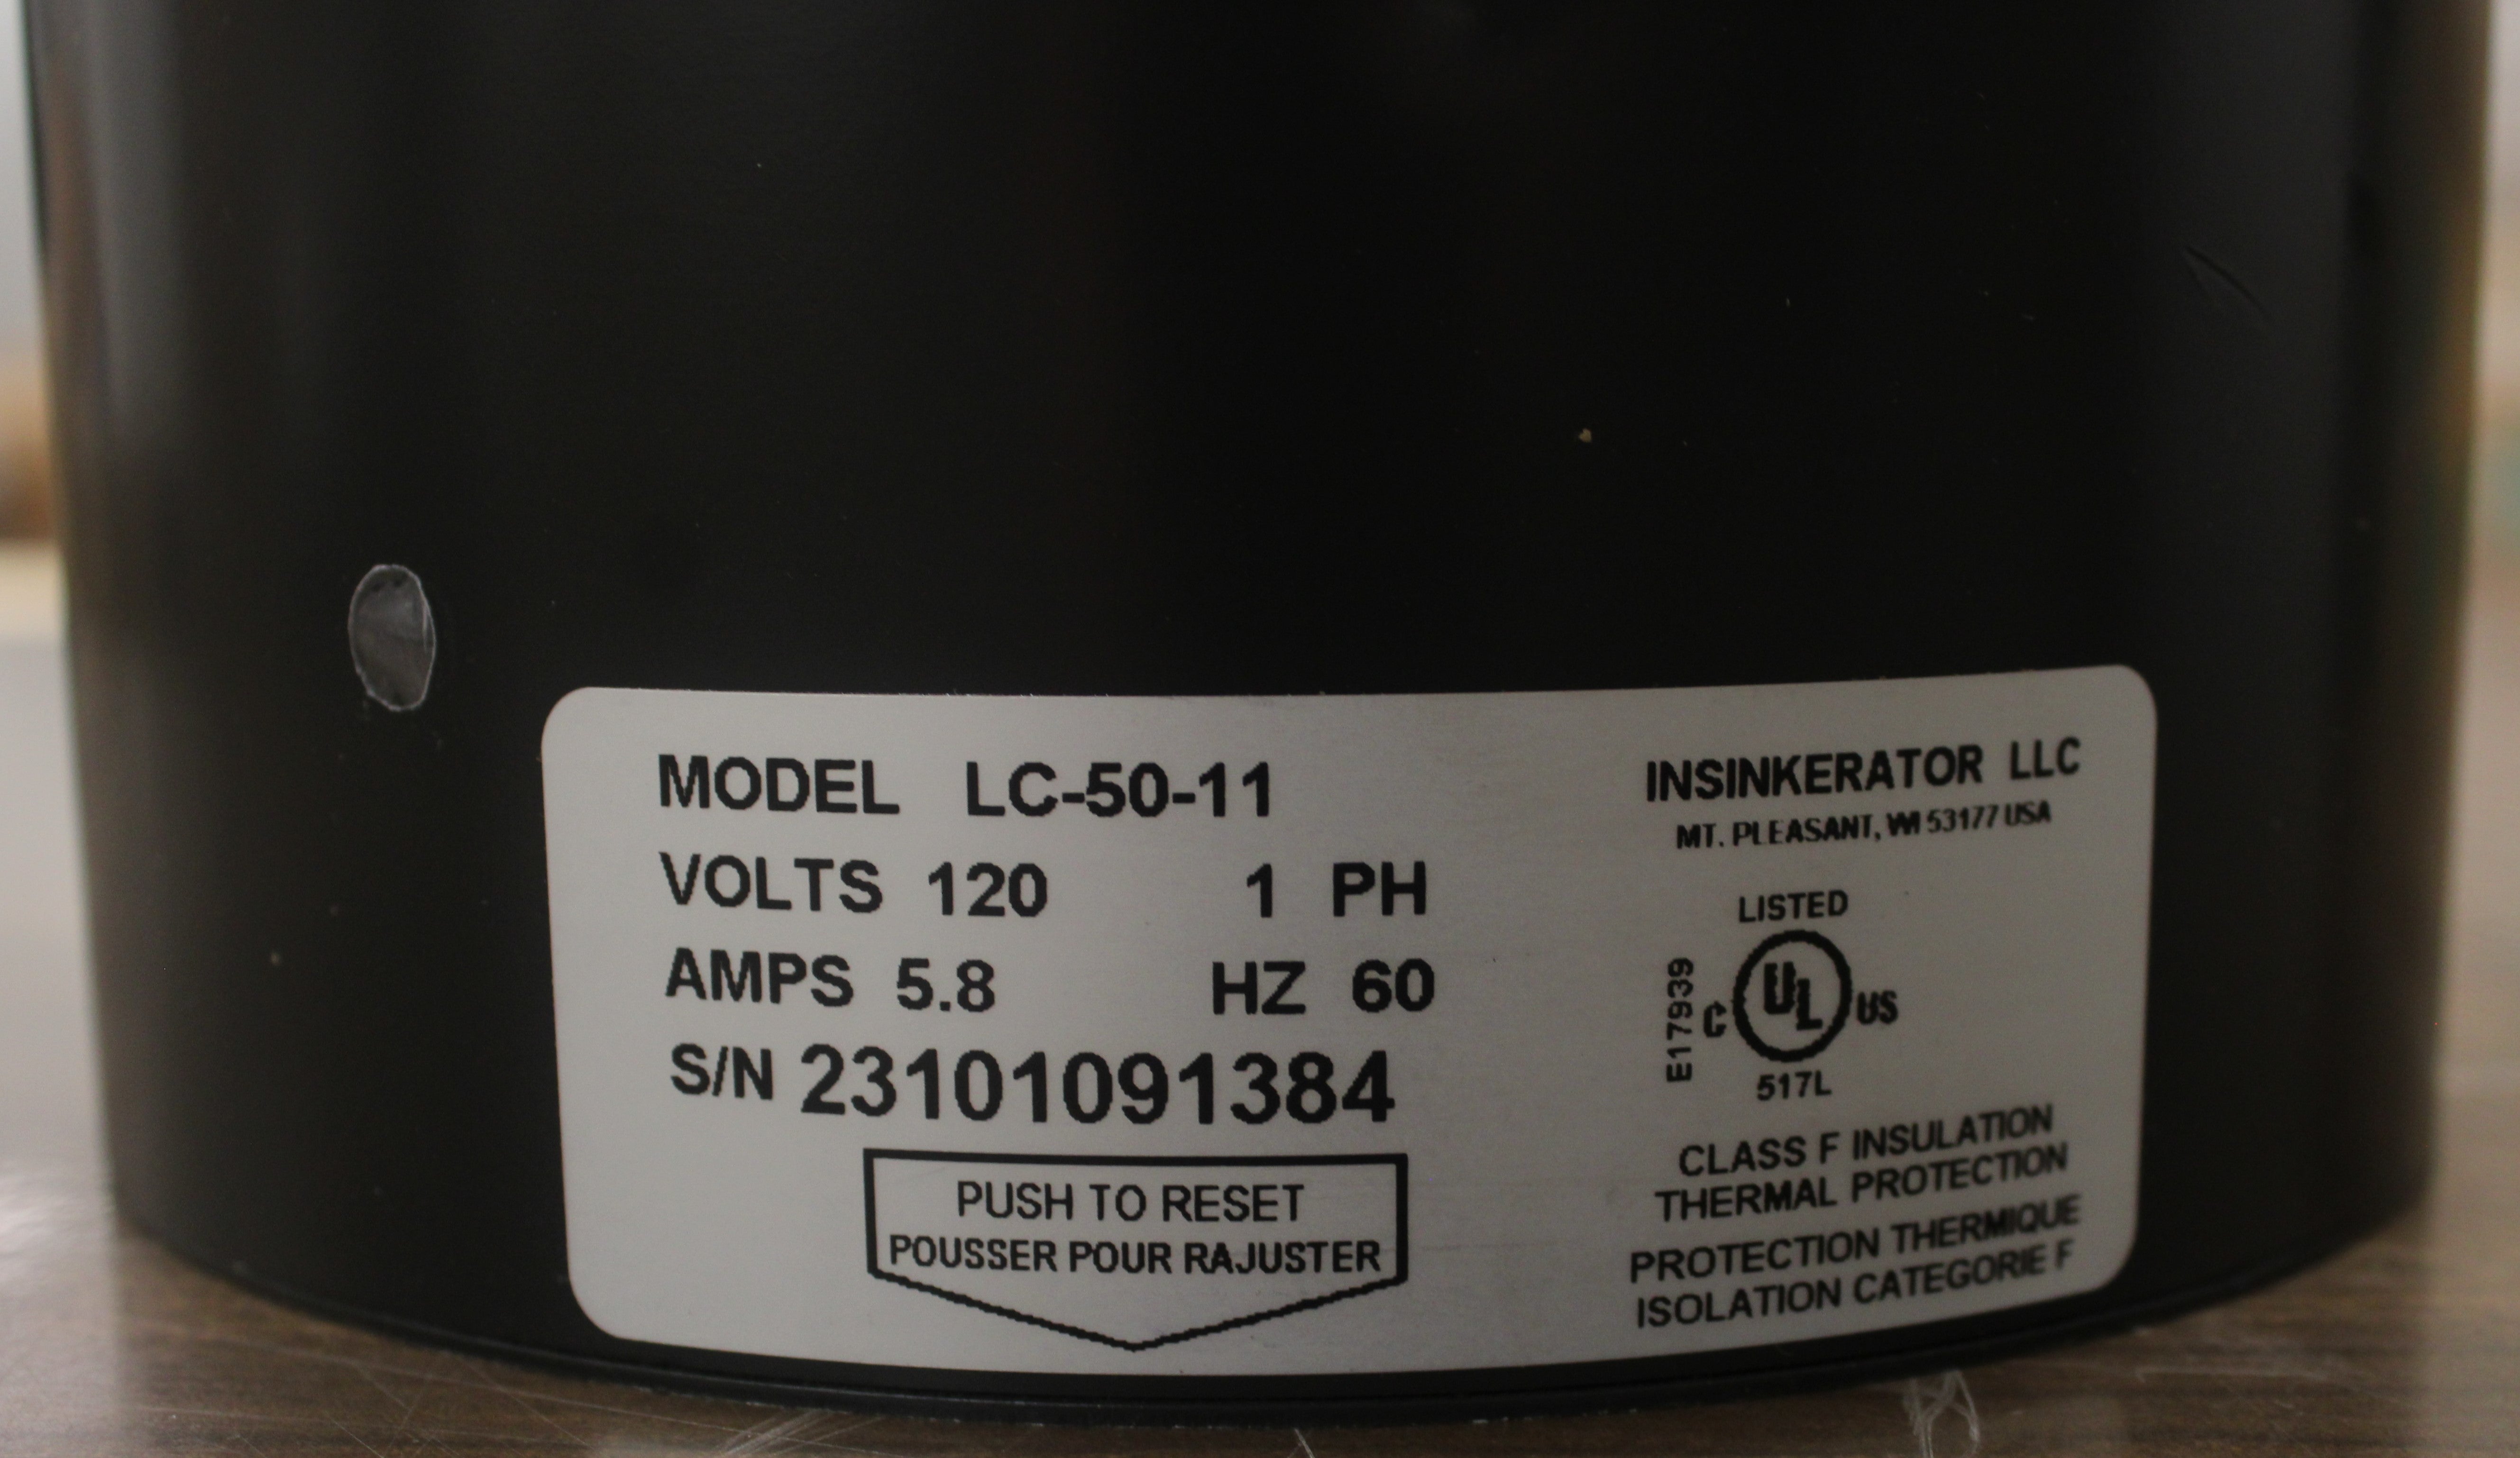 MODEL LC-50-11
VOLTS 120 1 PH
AMPS 5.8 HZ 60
S/N 23101091384
PUSH TO RESET
POUSSER POUR RAJUSTER
INSINKERATOR LLC
MT. PLEASANT, WI 53177 USA
LISTED
E179939
C UL US
517L
CLASS F INSULATION
THERMAL PROTECTION
PROTECTION THERMIQUE
ISOLATION CATEGORIE F